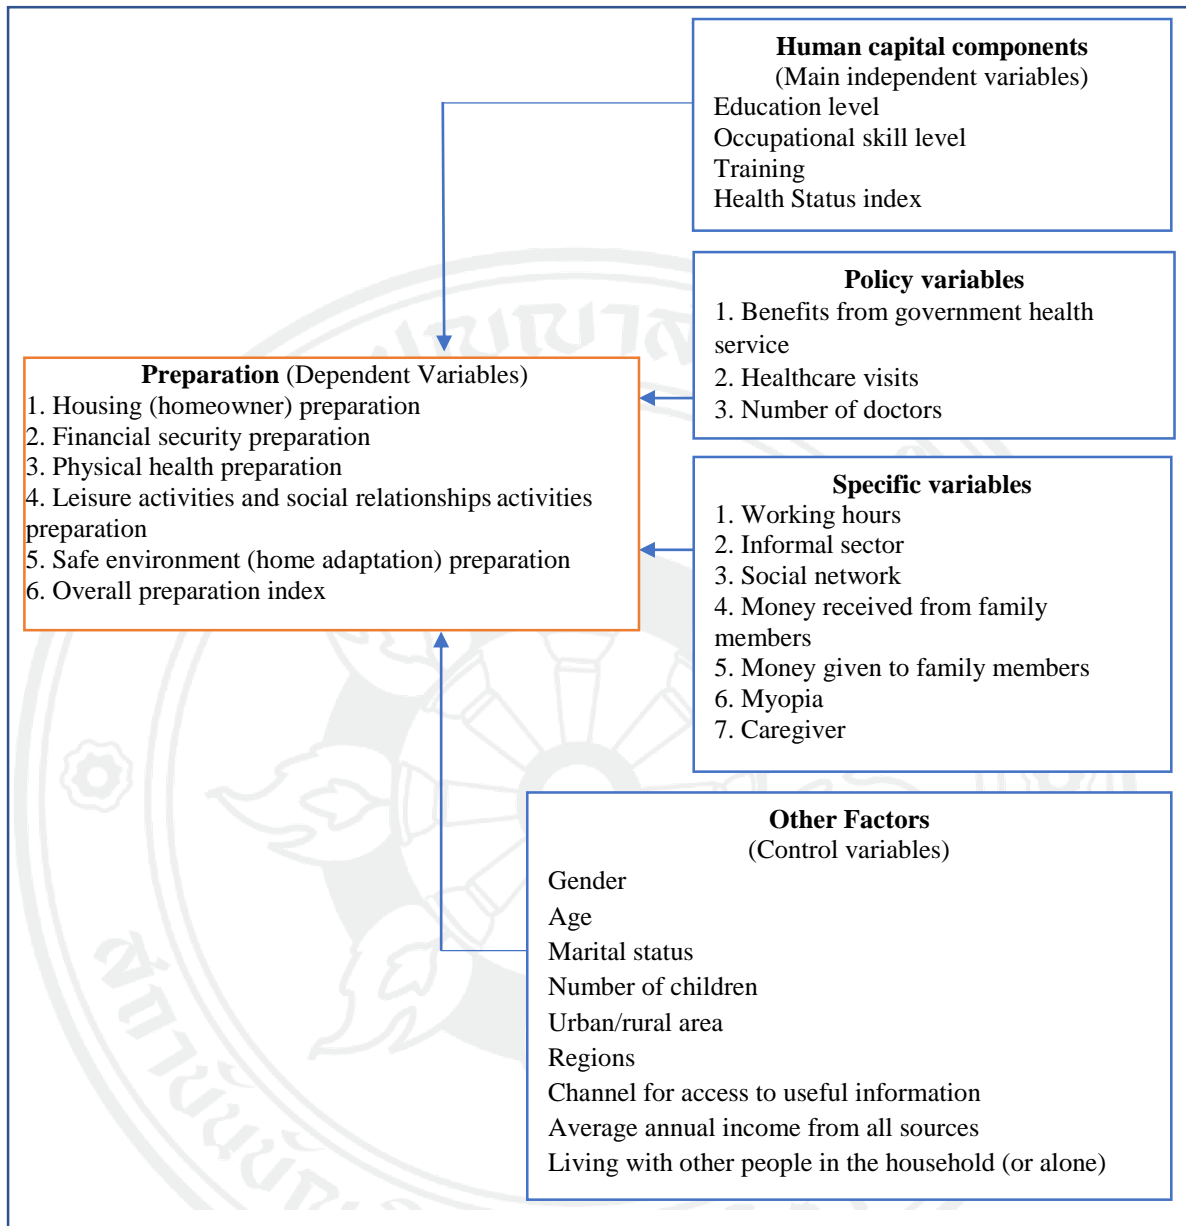 Human capital components
(Main independent variables)
Education level
Occupational skill level
Training
Health Status index
Policy variables
1. Benefits from government health
service
2. Healthcare visits
3. Number of doctors
Preparation (Dependent Variables)
1. Housing (homeowner) preparation
2. Financial security preparation
3. Physical health preparation
4. Leisure activities and social relationships activities
preparation
5. Safe environment (home adaptation) preparation
6. Overall preparation index
Specific variables
1. Working hours
2. Informal sector
3. Social network
4. Money received from family
members
5. Money given to family members
6. Myopia
7. Caregiver
Other Factors
(Control variables)
Gender
Age
Marital status
Number of children
Urban/rural area
Regions
Channel for access to useful information
Average annual income from all sources
Living with other people in the household (or alone)